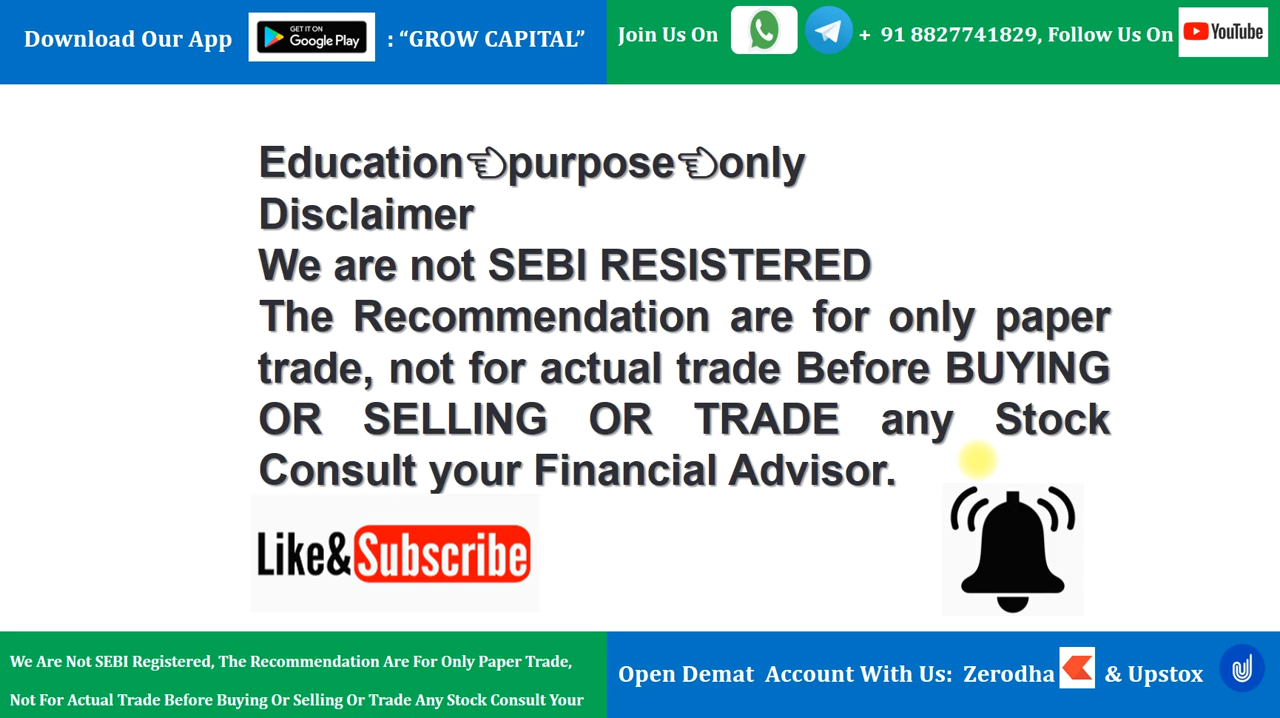 Download Our App GET IT ON Google Play : “GROW CAPITAL”
Join Us On + 91 8827741829, Follow Us On YouTube
Education👈purpose👈only
Disclaimer
We are not SEBI RESISTERED
The Recommendation are for only paper
trade, not for actual trade Before BUYING
OR SELLING OR TRADE any Stock
Consult your Financial Advisor.
Like&Subscribe
We Are Not SEBI Registered, The Recommendation Are For Only Paper Trade,
Not For Actual Trade Before Buying Or Selling Or Trade Any Stock Consult Your
Open Demat Account With Us: Zerodha & Upstox